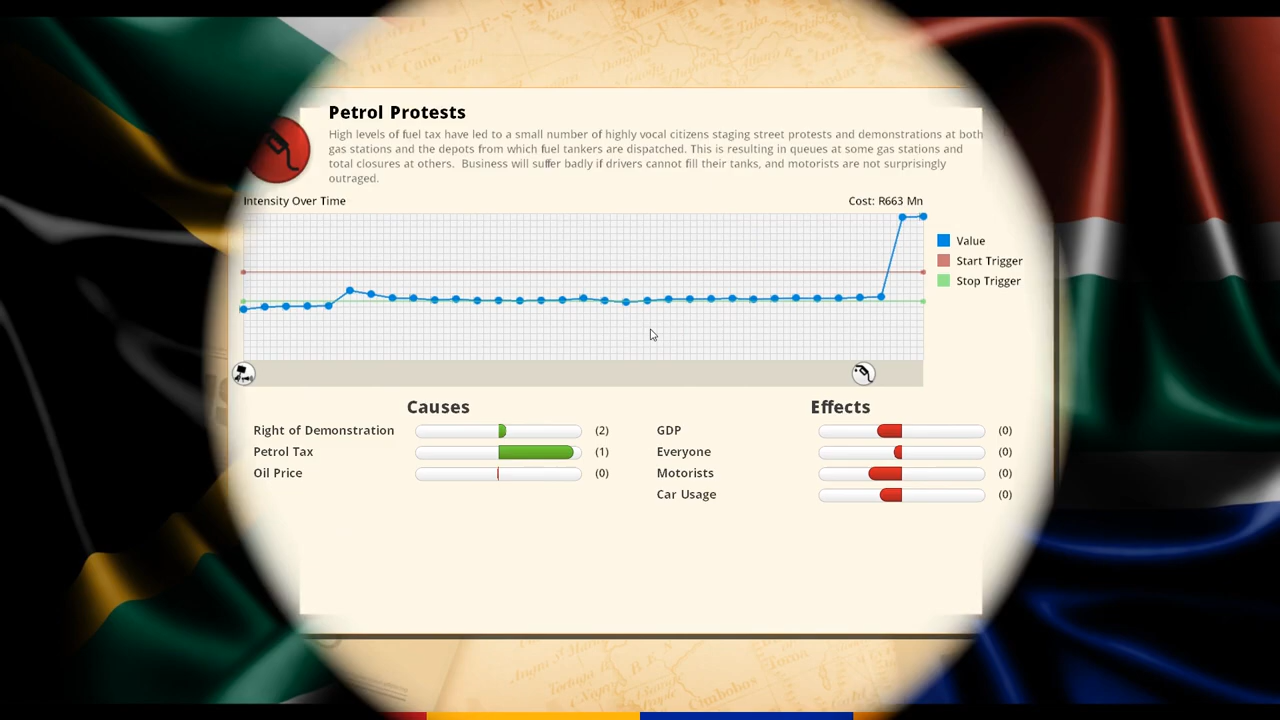 Petrol Protests
High levels of fuel tax have led to a small number of highly vocal citizens staging street protests and demonstrations at both
gas stations and the depots from which fuel tankers are dispatched. This is resulting in queues at some gas stations and
total closures at others.  Business will suffer badly if drivers cannot fill their tanks, and motorists are not surprisingly
outraged.
Intensity Over Time
Cost: R663 Mn
Value
Start Trigger
Stop Trigger
Causes
Right of Demonstration (2)
Petrol Tax (1)
Oil Price (0)
Effects
GDP (0)
Everyone (0)
Motorists (0)
Car Usage (0)